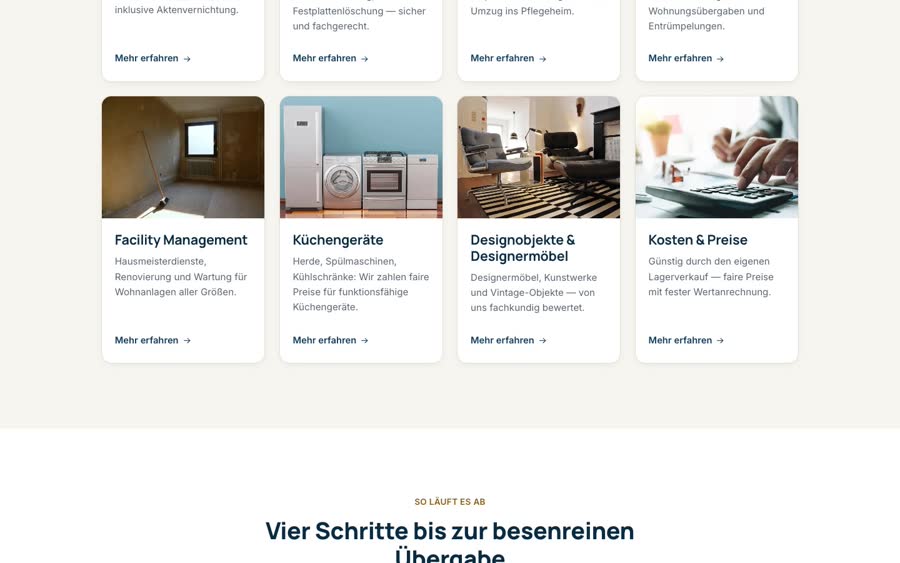 inklusive Aktenvernichtung.
Festplattenlöschung — sicher
und fachgerecht.
Umzug ins Pflegeheim.
Wohnungsübergaben und
Entrümpelungen.
Mehr erfahren →
Mehr erfahren →
Mehr erfahren →
Mehr erfahren →
Facility Management
Hausmeisterdienste,
Renovierung und Wartung für
Wohnanlagen aller Größen.
Mehr erfahren →
Küchengeräte
Herde, Spülmaschinen,
Kühlschränke: Wir zahlen faire
Preise für funktionsfähige
Küchengeräte.
Mehr erfahren →
Designobjekte &
Designermöbel
Designermöbel, Kunstwerke
und Vintage-Objekte — von
uns fachkundig bewertet.
Mehr erfahren →
Kosten & Preise
Günstig durch den eigenen
Lagerverkauf — faire Preise
mit fester Wertanrechnung.
Mehr erfahren →
SO LÄUFT ES AB
Vier Schritte bis zur besenreinen
Übergabe